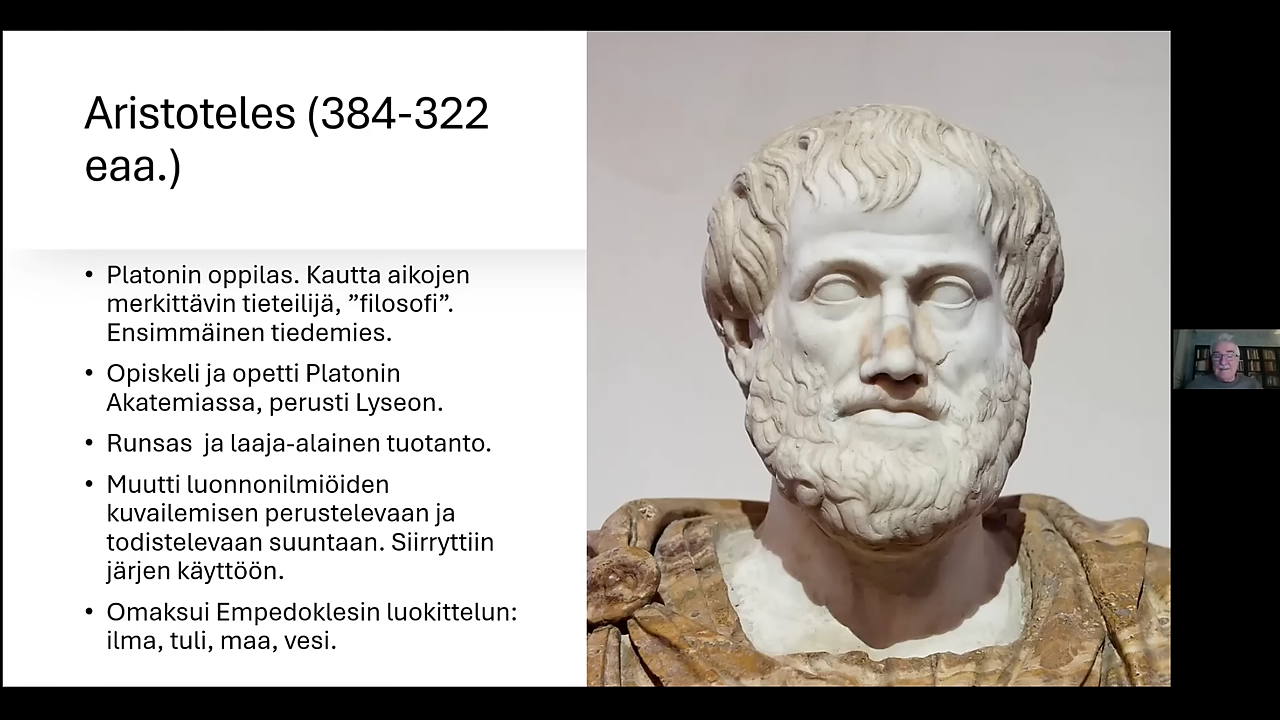 Aristoteles (384-322
eaa.)
• Platonin oppilas. Kautta aikojen
merkittävin tieteilijä, ”filosofi”.
Ensimmäinen tiedemies.
• Opiskeli ja opetti Platonin
Akatemiassa, perusti Lyseon.
• Runsas  ja laaja-alainen tuotanto.
• Muutti luonnonilmiöiden
kuvailemisen perustelevaan ja
todistelevaan suuntaan. Siirryttiin
järjen käyttöön.
• Omaksui Empedoklesin luokittelun:
ilma, tuli, maa, vesi.